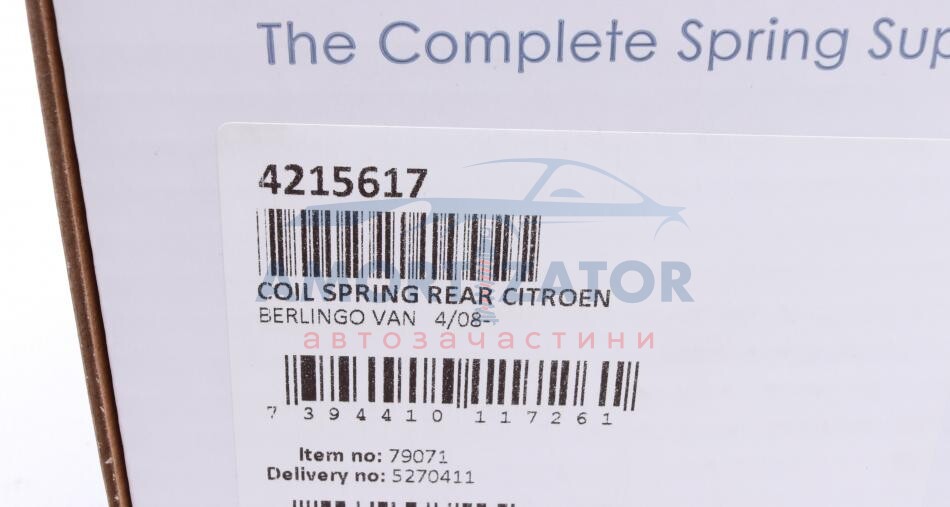 The Complete Spring Sup
4215617
AMORTIZATOR
COIL SPRING REAR CITROEN
BERLINGO VAN 4/08-
автозапчастини
7 394410 117261
Item no: 79071
Delivery no: 5270411